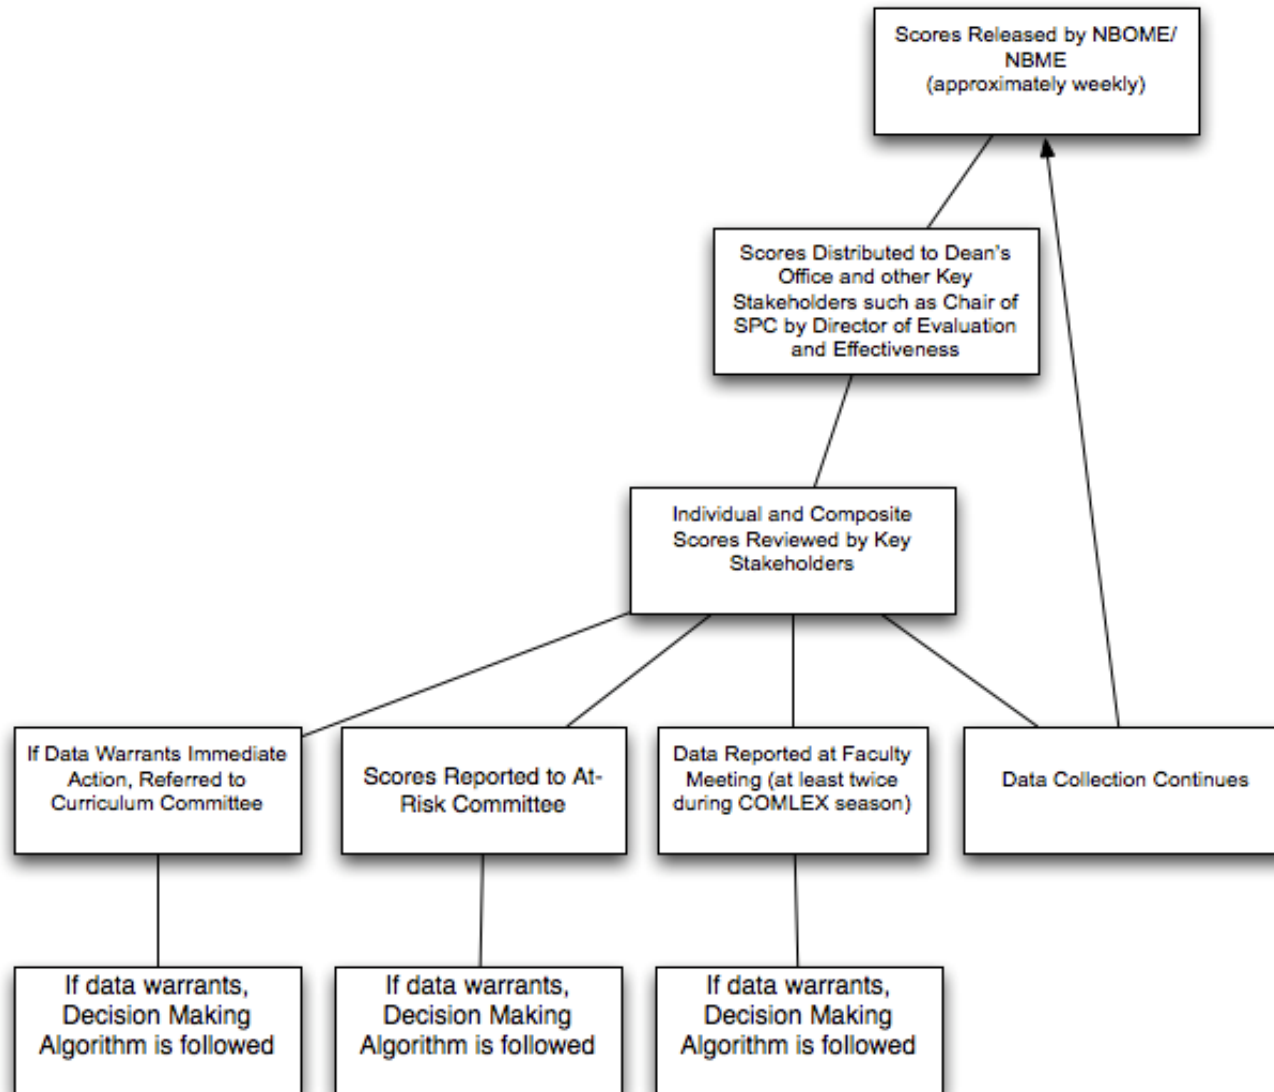 Scores Released by NBOME/
NBME
(approximately weekly)
Scores Distributed to Dean's
Office and other Key
Stakeholders such as Chair of
SPC by Director of Evaluation
and Effectiveness
Individual and Composite
Scores Reviewed by Key
Stakeholders
If Data Warrants Immediate
Action, Referred to
Curriculum Committee
Scores Reported to At-
Risk Committee
Data Reported at Faculty
Meeting (at least twice
during COMLEX season)
Data Collection Continues
If data warrants,
Decision Making
Algorithm is followed
If data warrants,
Decision Making
Algorithm is followed
If data warrants,
Decision Making
Algorithm is followed